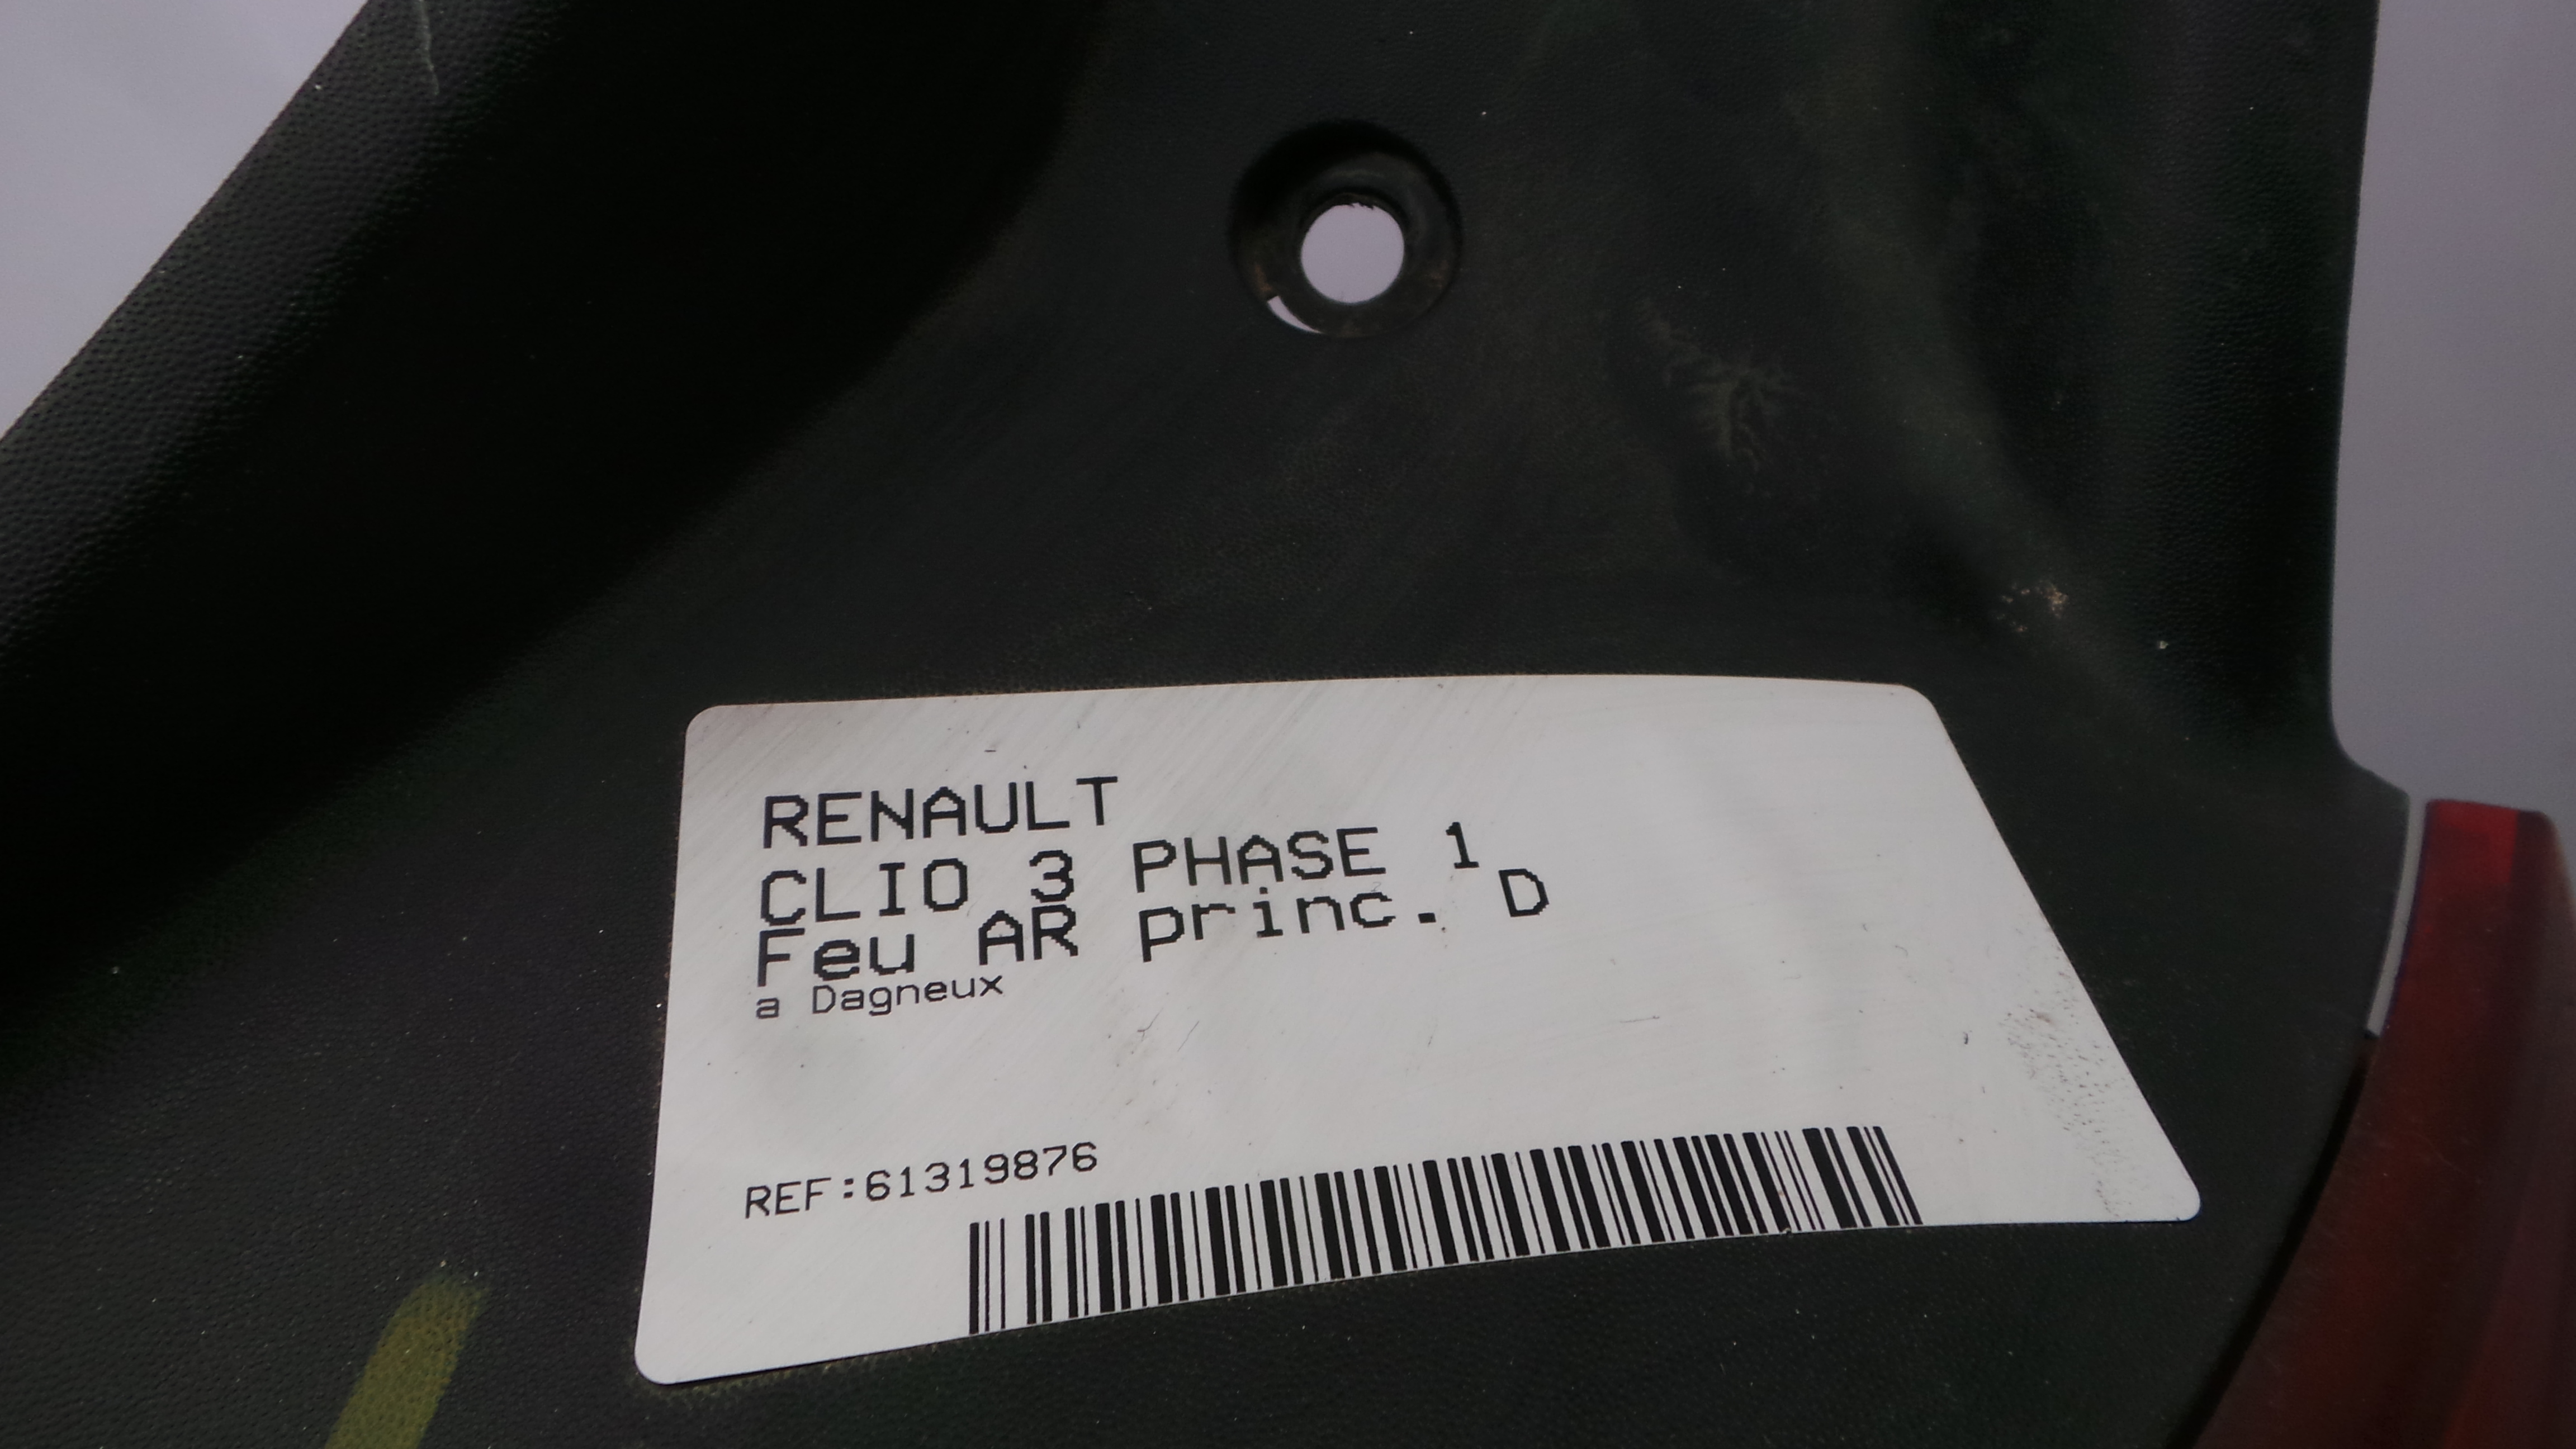 RENAULT
CLIO 3 PHASE 1
Feu AR princ. D
a Dagneux
REF:61319876